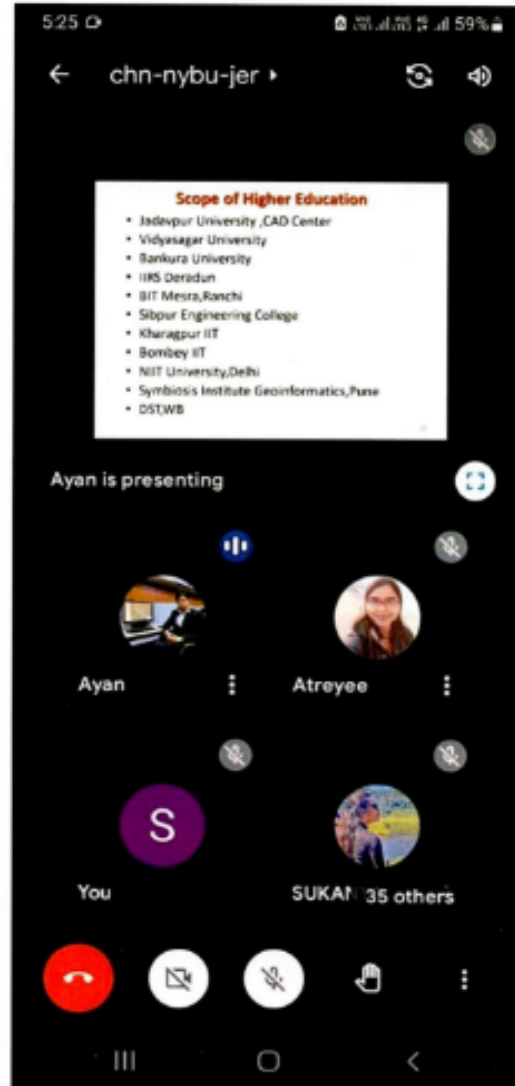 5:25 59%
chn-nybu-jer
Scope of Higher Education
• Jadavpur University ,CAD Center
• Vidyasagar University
• Bankura University
• IIRS Deradun
• BIT Mesra,Ranchi
• Sibpur Engineering College
• Kharagpur IIT
• Bombey IIT
• NIIT University,Delhi
• Symbiosis Institute Geoinformatics,Pune
• DST,WB
Ayan is presenting
Ayan Atreyee
S
You SUKAN 35 others